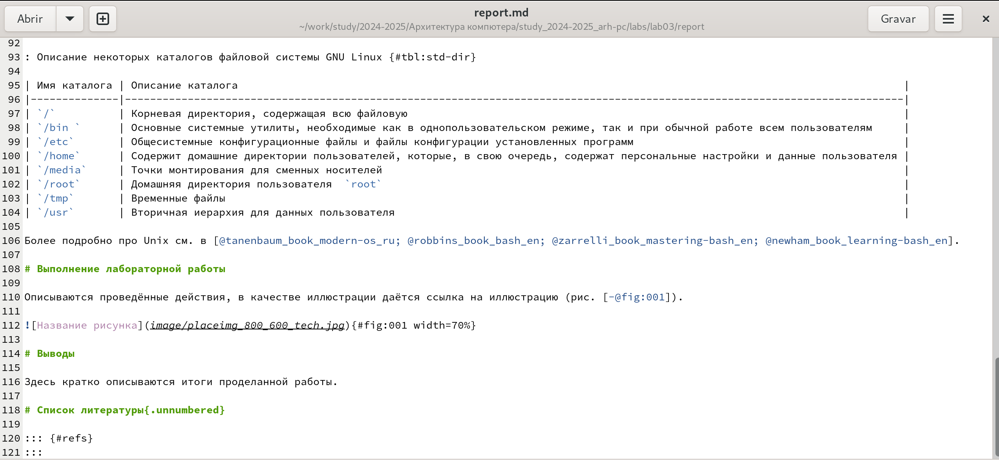 Abrir
report.md
~/work/study/2024-2025/Архитектура компютера/study_2024-2025_arh-pc/labs/lab03/report
Gravar
92
93 : Описание некоторых каталогов файловой системы GNU Linux {#tbl:std-dir}
94
95 | Имя каталога | Описание каталога |
96 |--------------|----------------------------------------------------------------------------------------------------------------------------|
97 | `/` | Корневая директория, содержащая всю файловую |
98 | `/bin ` | Основные системные утилиты, необходимые как в однопользовательском режиме, так и при обычной работе всем пользователям |
99 | `/etc` | Общесистемные конфигурационные файлы и файлы конфигурации установленных программ |
100 | `/home` | Содержит домашние директории пользователей, которые, в свою очередь, содержат персональные настройки и данные пользователя |
101 | `/media` | Точки монтирования для сменных носителей |
102 | `/root` | Домашняя директория пользователя  `root` |
103 | `/tmp` | Временные файлы |
104 | `/usr` | Вторичная иерархия для данных пользователя |
105
106 Более подробно про Unix см. в [@tanenbaum_book_modern-os_ru; @robbins_book_bash_en; @zarrelli_book_mastering-bash_en; @newham_book_learning-bash_en].
107
108 # Выполнение лабораторной работы
109
110 Описываются проведённые действия, в качестве иллюстрации даётся ссылка на иллюстрацию (рис. [-@fig:001]).
111
112 ![Название рисунка](image/placeimg_800_600_tech.jpg){#fig:001 width=70%}
113
114 # Выводы
115
116 Здесь кратко описываются итоги проделанной работы.
117
118 # Список литературы{.unnumbered}
119
120 ::: {#refs}
121 :::